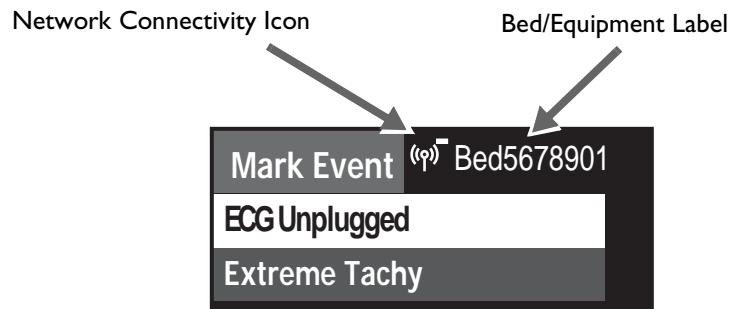 Network Connectivity Icon Bed/Equipment Label
Mark Event Bed5678901
ECG Unplugged
Extreme Tachy